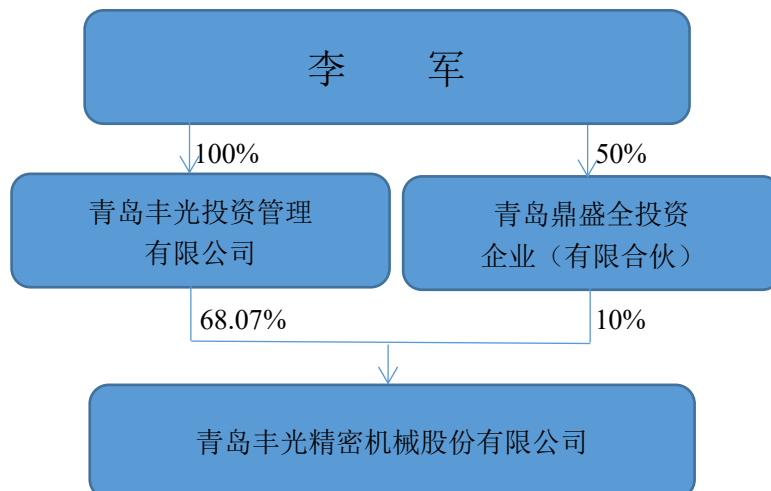 李 军
100%
50%
青岛丰光投资管理
有限公司
青岛鼎盛全投资
企业（有限合伙）
68.07%
10%
青岛丰光精密机械股份有限公司